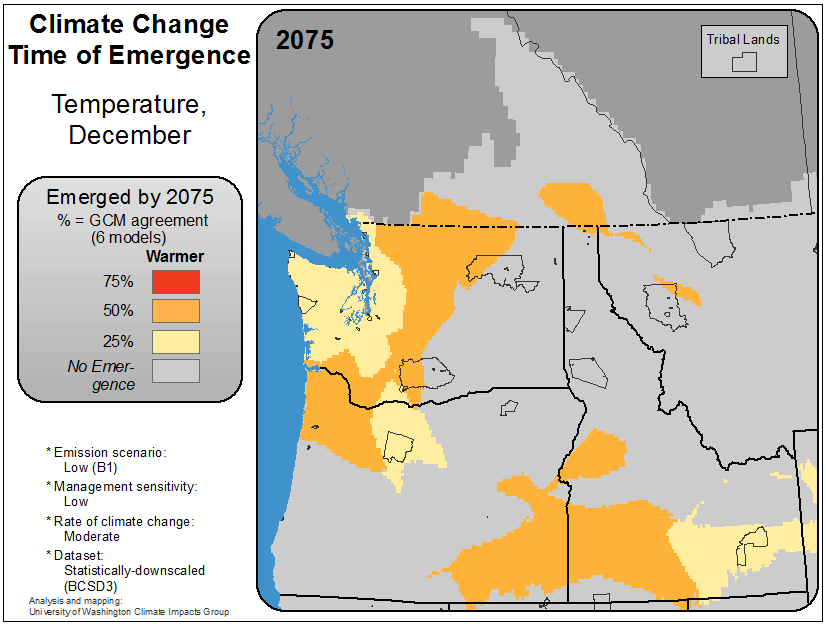 Climate Change
Time of Emergence
Temperature,
December
Emerged by 2075
% = GCM agreement
(6 models)
Warmer
75%
50%
25%
No Emer-
gence
* Emission scenario:
Low (B1)
* Management sensitivity:
Low
* Rate of climate change:
Moderate
* Dataset:
Statistically-downscaled
(BCSD3)
Analysis and mapping:
University of Washington Climate Impacts Group
2075
Tribal Lands